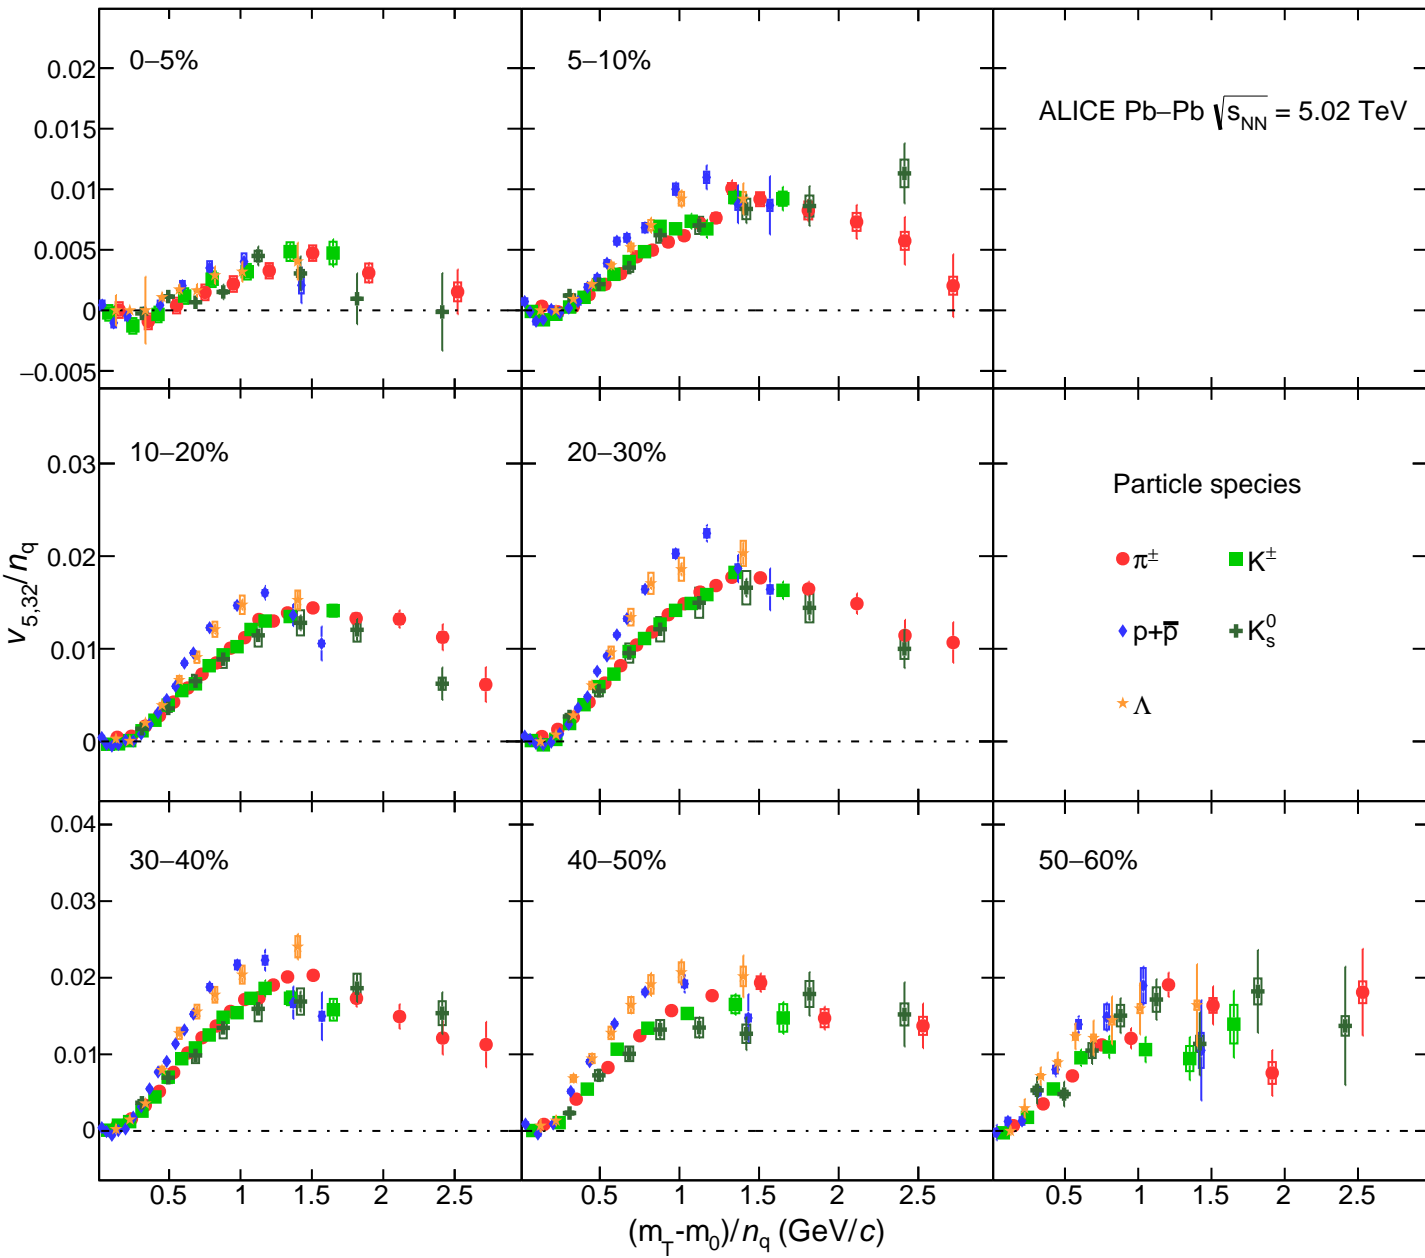 0–5%
5–10%
ALICE Pb–Pb √s_NN = 5.02 TeV
0.02
0.015
0.01
0.005
0
−0.005
10–20%
20–30%
0.03
0.02
0.01
0
Particle species
π±
K±
p+p̅
K⁰ₛ
Λ
v5,32/nq
30–40%
40–50%
50–60%
0.04
0.03
0.02
0.01
0
0.5 1 1.5 2 2.5
0.5 1 1.5 2 2.5
0.5 1 1.5 2 2.5
(m_T-m_0)/n_q (GeV/c)